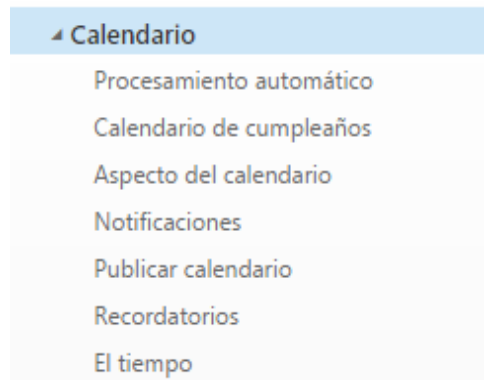 Calendario
Procesamiento automático
Calendario de cumpleaños
Aspecto del calendario
Notificaciones
Publicar calendario
Recordatorios
El tiempo